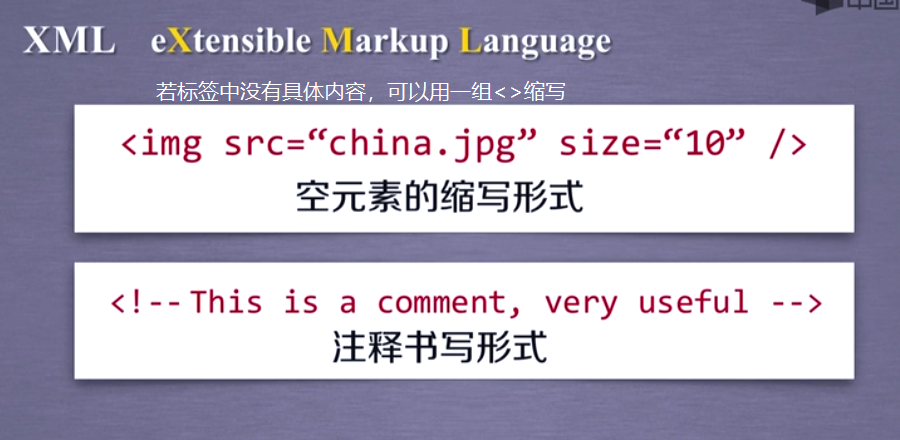 中国
XML eXtensible Markup Language
若标签中没有具体内容，可以用一组<>缩写
<img src=“china.jpg” size=“10” />
空元素的缩写形式
<!-- This is a comment, very useful -->
注释书写形式